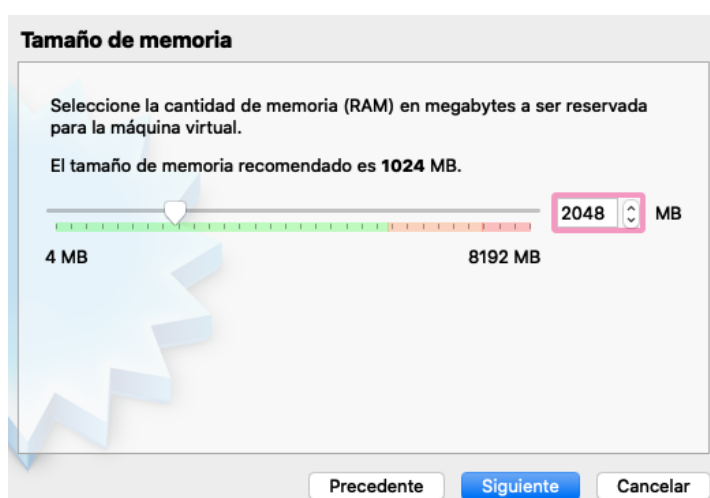 Tamaño de memoria
Seleccione la cantidad de memoria (RAM) en megabytes a ser reservada
para la máquina virtual.
El tamaño de memoria recomendado es 1024 MB.
2048 MB
4 MB 8192 MB
Precedente Siguiente Cancelar